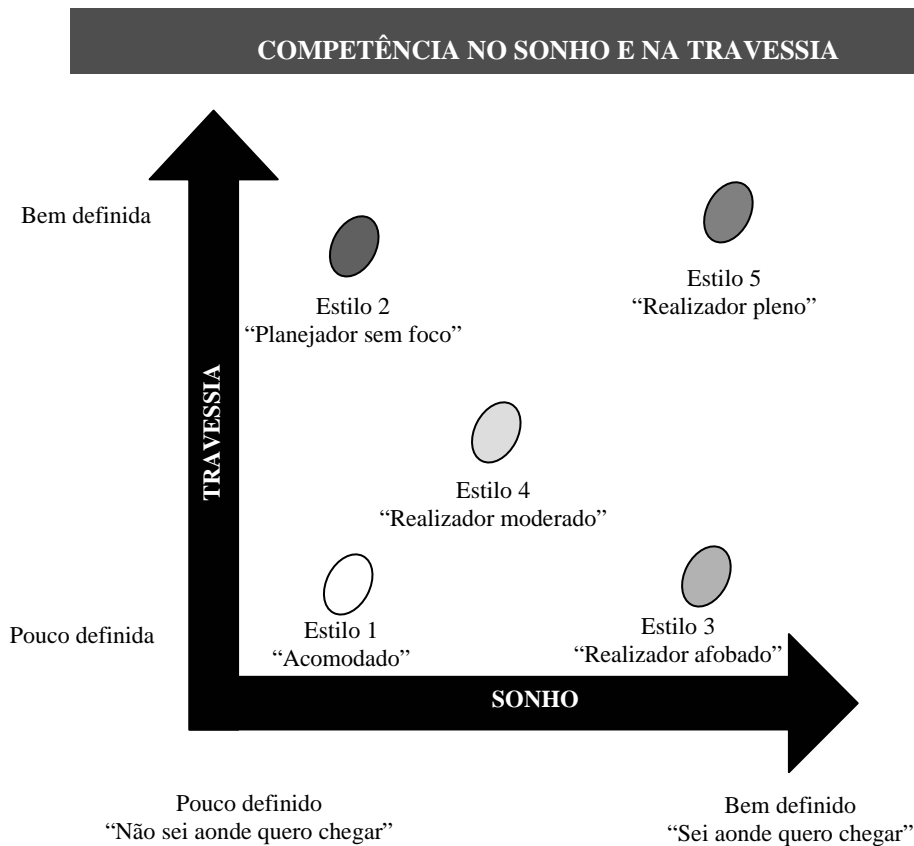 COMPETÊNCIA NO SONHO E NA TRAVESSIA
Bem definida
Estilo 2
“Planejador sem foco”
Estilo 5
“Realizador pleno”
TRAVESSIA
Estilo 4
“Realizador moderado”
Pouco definida
Estilo 1
“Acomodado”
Estilo 3
“Realizador afobado”
SONHO
Pouco definido
“Não sei aonde quero chegar”
Bem definido
“Sei aonde quero chegar”